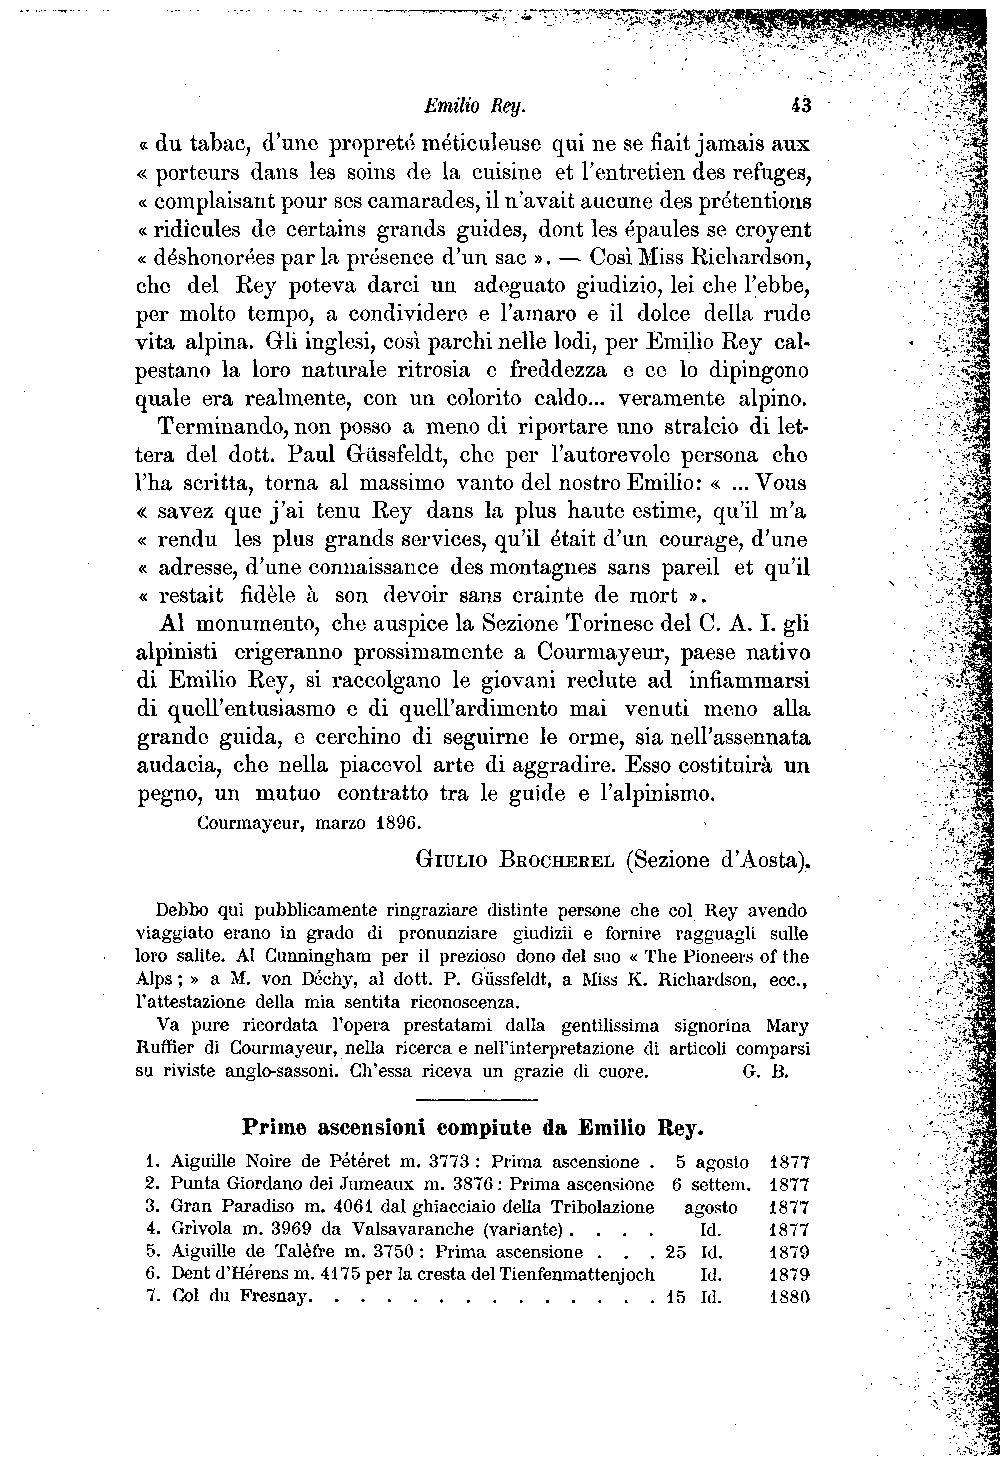 Emilio Rey. 43
« du tabac, d'une propreté méticuleuse qui ne se fiait jamais aux
« porteurs dans les soins de la cuisine et l'entretien des refuges,
« complaisant pour ses camarades, il n'avait aucune des prétentions
« ridicules de certains grands guides, dont les épaules se croyent
« déshonorées par la présence d'un sac ». — Così Miss Richardson,
che del Rey poteva darci un adeguato giudizio, lei che l'ebbe,
per molto tempo, a condividere e l'amaro e il dolce della rude
vita alpina. Gli inglesi, così parchi nelle lodi, per Emilio Rey cal-
pestano la loro naturale ritrosia e freddezza e ce lo dipingono
quale era realmente, con un colorito caldo... veramente alpino.
Terminando, non posso a meno di riportare uno stralcio di let-
tera del dott. Paul Güssfeldt, che per l'autorevole persona che
l'ha scritta, torna al massimo vanto del nostro Emilio: « ... Vous
« savez que j'ai tenu Rey dans la plus haute estime, qu'il m'a
« rendu les plus grands services, qu'il était d'un courage, d'une
« adresse, d'une connaissance des montagnes sans pareil et qu'il
« restait fidèle à son devoir sans crainte de mort ».
Al monumento, che auspice la Sezione Torinese del C. A. I. gli
alpinisti erigeranno prossimamente a Courmayeur, paese nativo
di Emilio Rey, si raccolgano le giovani reclute ad infiammarsi
di quell'entusiasmo e di quell'ardimento mai venuti meno alla
grande guida, e cerchino di seguirne le orme, sia nell'assennata
audacia, che nella piacevol arte di aggradire. Esso costituirà un
pegno, un mutuo contratto tra le guide e l'alpinismo.
Courmayeur, marzo 1896.
GIULIO BROCHEREL (Sezione d'Aosta).
Debbo qui pubblicamente ringraziare distinte persone che col Rey avendo
viaggiato erano in grado di pronunziare giudizii e fornire ragguagli sulle
loro salite. Al Cunningham per il prezioso dono del suo « The Pioneers of the
Alps ; » a M. von Déchy, al dott. P. Güssfeldt, a Miss K. Richardson, ecc.,
l'attestazione della mia sentita riconoscenza.
Va pure ricordata l'opera prestatami dalla gentilissima signorina Mary
Ruffier di Courmayeur, nella ricerca e nell'interpretazione di articoli comparsi
su riviste anglo-sassoni. Ch'essa riceva un grazie di cuore. G. B.
Prime ascensioni compiute da Emilio Rey.
1. Aiguille Noire de Pétéret m. 3773 : Prima ascensione . 5 agosto 1877
2. Punta Giordano dei Jumeaux m. 3876 : Prima ascensione 6 settem. 1877
3. Gran Paradiso m. 4061 dal ghiacciaio della Tribolazione agosto 1877
4. Grivola m. 3969 da Valsavaranche (variante) . . . . Id. 1877
5. Aiguille de Talèfre m. 3750 : Prima ascensione . . . 25 Id. 1879
6. Dent d'Hérens m. 4175 per la cresta del Tienfenmattenjoch Id. 1879
7. Col du Fresnay. . . . . . . . . . . . . . 15 Id. 1880